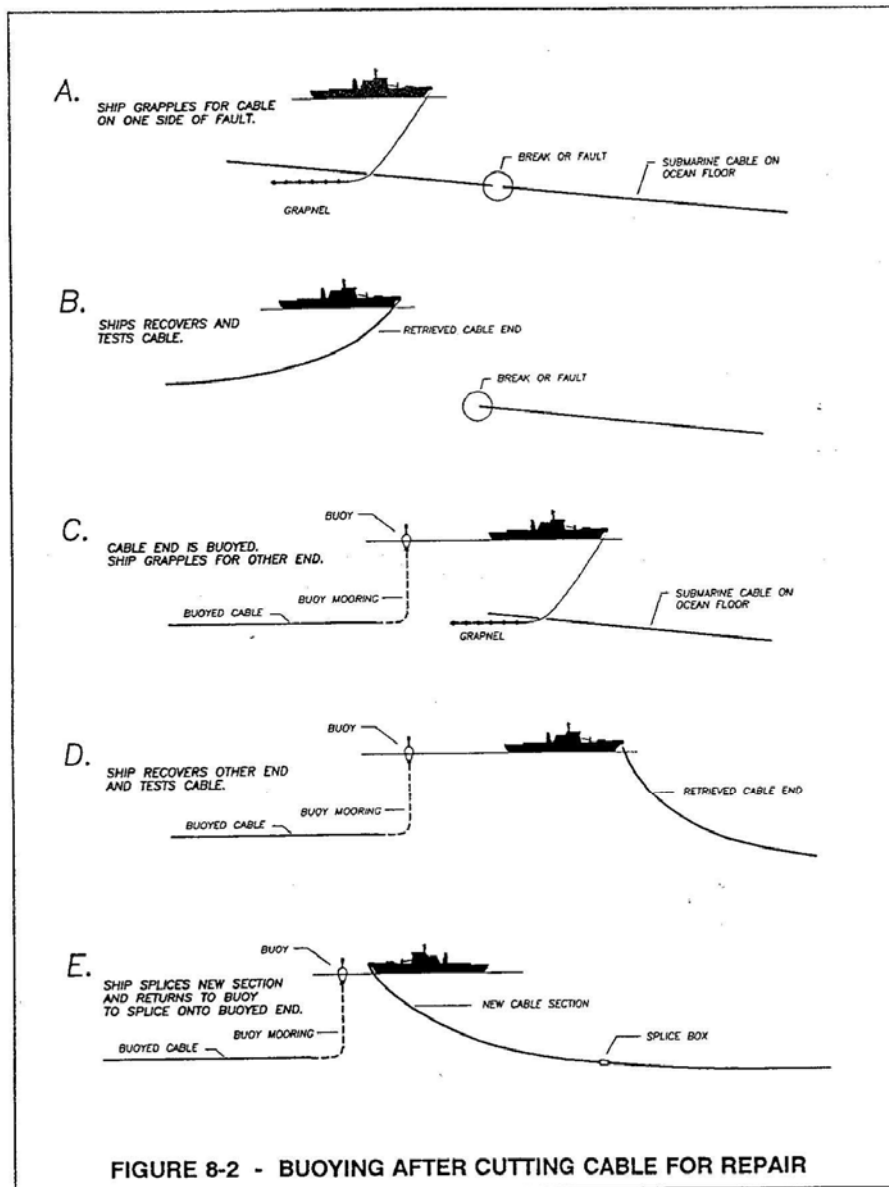 A.
SHIP GRAPPLES FOR CABLE
ON ONE SIDE OF FAULT.
BREAK OR FAULT
SUBMARINE CABLE ON
OCEAN FLOOR
GRAPNEL
B.
SHIPS RECOVERS AND
TESTS CABLE.
RETRIEVED CABLE END
BREAK OR FAULT
C.
BUOY
CABLE END IS BUOYED.
SHIP GRAPPLES FOR OTHER END.
BUOY MOORING
BUOYED CABLE
SUBMARINE CABLE ON
OCEAN FLOOR
GRAPNEL
D.
BUOY
SHIP RECOVERS OTHER END
AND TESTS CABLE.
RETRIEVED CABLE END
BUOY MOORING
BUOYED CABLE
E.
BUOY
SHIP SPLICES NEW SECTION
AND RETURNS TO BUOY
TO SPLICE ONTO BUOYED END.
NEW CABLE SECTION
BUOY MOORING
SPLICE BOX
BUOYED CABLE
FIGURE 8-2 - BUOYING AFTER CUTTING CABLE FOR REPAIR